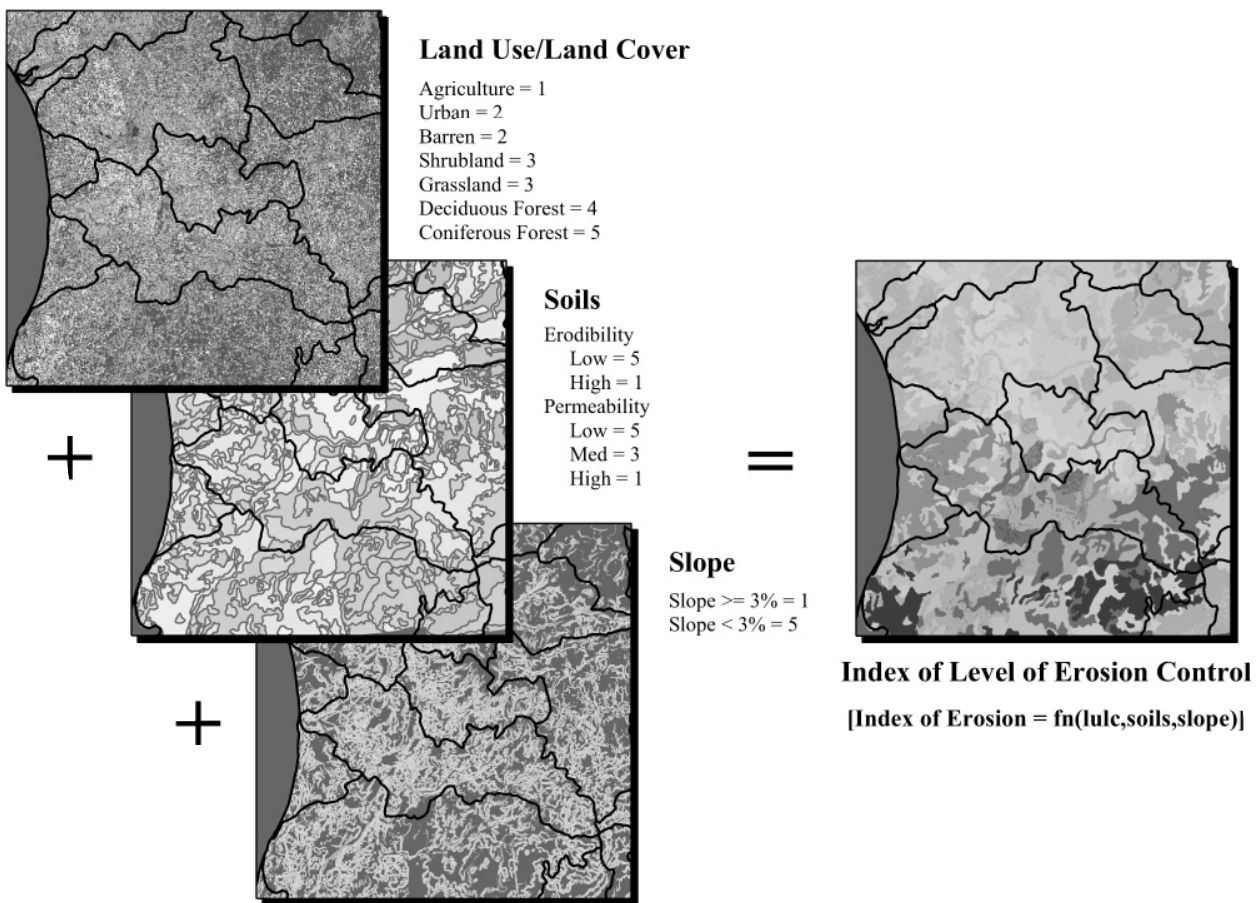 Land Use/Land Cover
Agriculture = 1
Urban = 2
Barren = 2
Shrubland = 3
Grassland = 3
Deciduous Forest = 4
Coniferous Forest = 5
+
Soils
Erodibility
Low = 5
High = 1
Permeability
Low = 5
Med = 3
High = 1
+
Slope
Slope >= 3% = 1
Slope < 3% = 5
=
Index of Level of Erosion Control
[Index of Erosion = fn(lulc,soils,slope)]